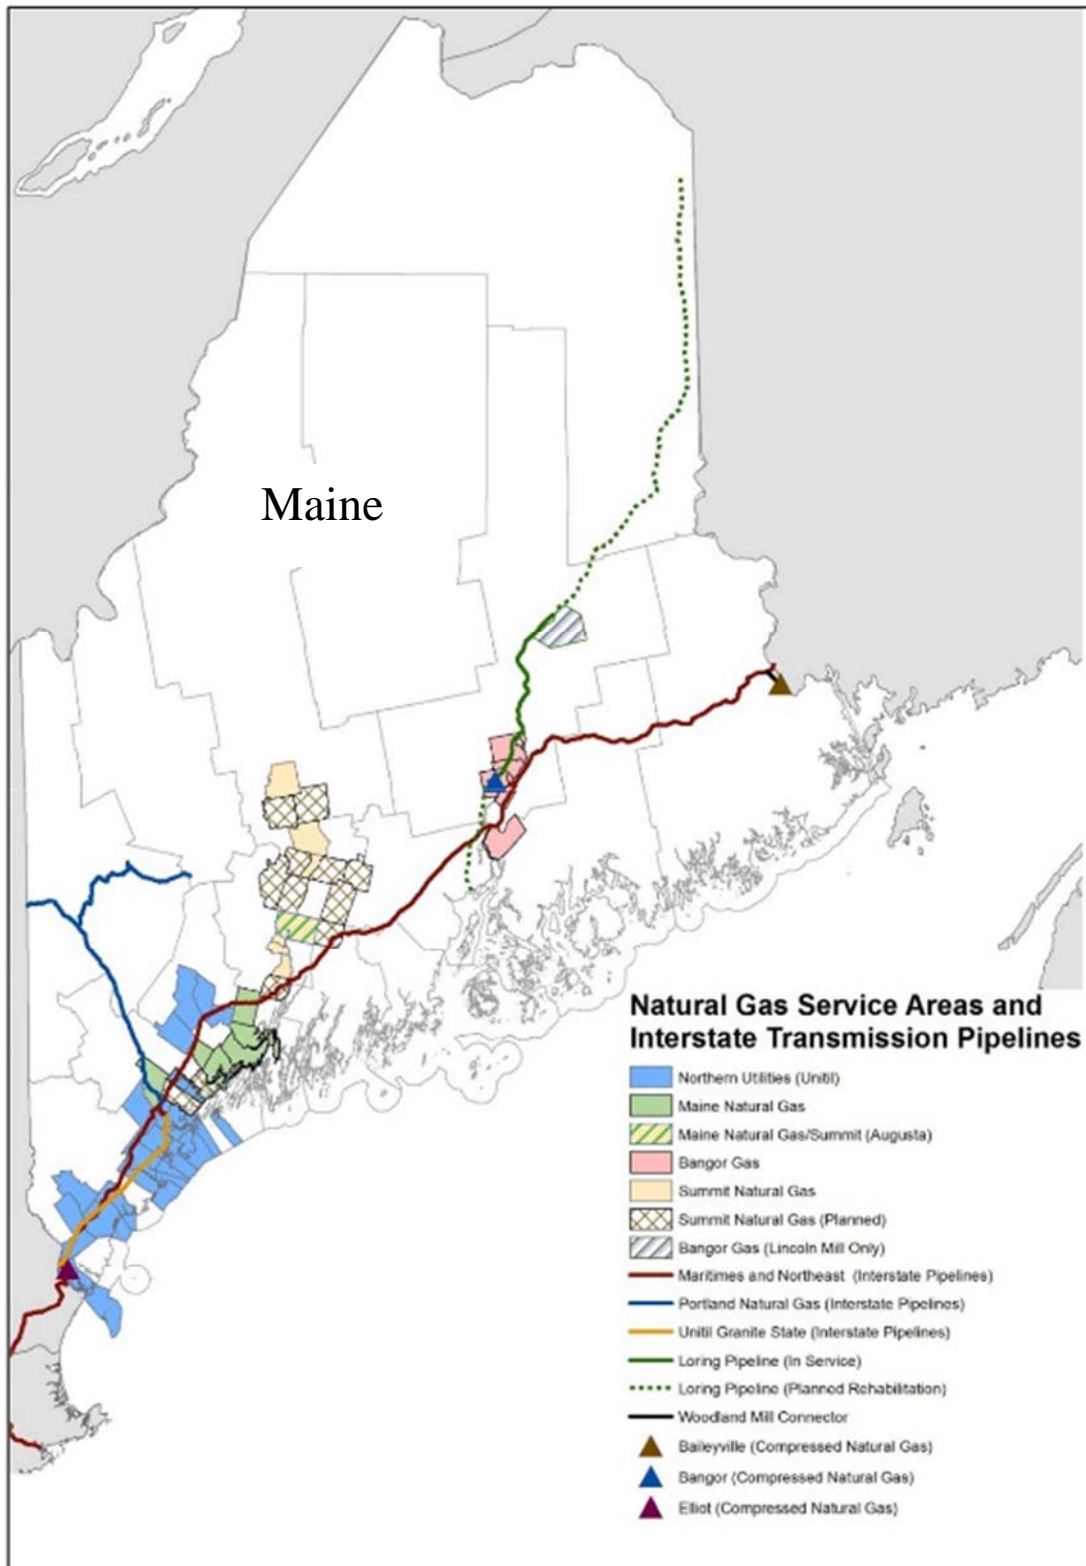 Maine
Natural Gas Service Areas and
Interstate Transmission Pipelines
Northern Utilities (Unitil)
Maine Natural Gas
Maine Natural Gas/Summit (Augusta)
Bangor Gas
Summit Natural Gas
Summit Natural Gas (Planned)
Bangor Gas (Lincoln Mill Only)
Maritimes and Northeast (Interstate Pipelines)
Portland Natural Gas (Interstate Pipelines)
Unitil Granite State (Interstate Pipelines)
Loring Pipeline (In Service)
Loring Pipeline (Planned Rehabilitation)
Woodland Mill Connector
Baileyville (Compressed Natural Gas)
Bangor (Compressed Natural Gas)
Elliot (Compressed Natural Gas)